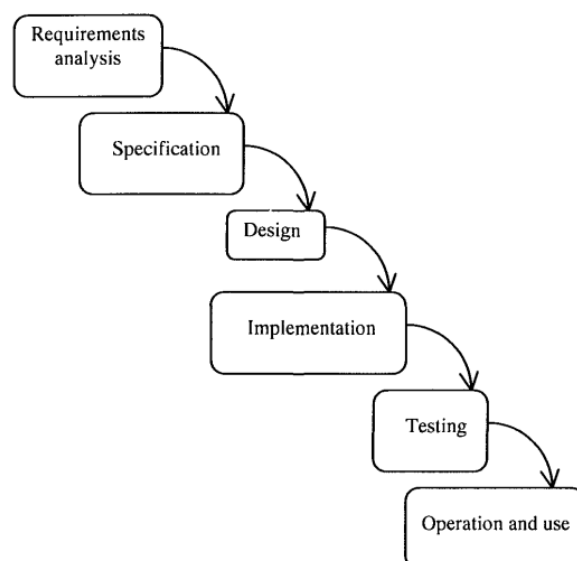 Requirements
analysis
Specification
Design
Implementation
Testing
Operation and use